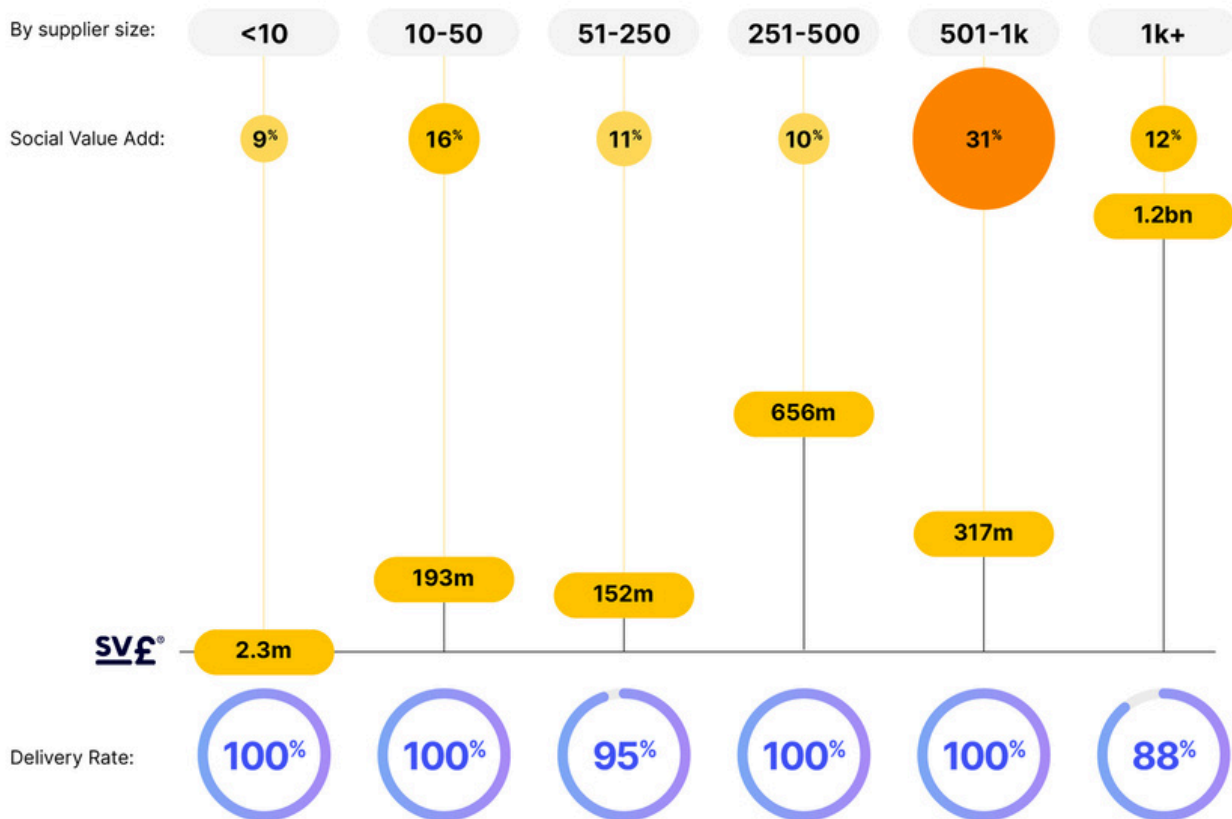 By supplier size: <10 10-50 51-250 251-500 501-1k 1k+
Social Value Add: 9% 16% 11% 10% 31% 12%
1.2bn
656m
317m
193m
152m
SV£® 2.3m
Delivery Rate: 100% 100% 95% 100% 100% 88%